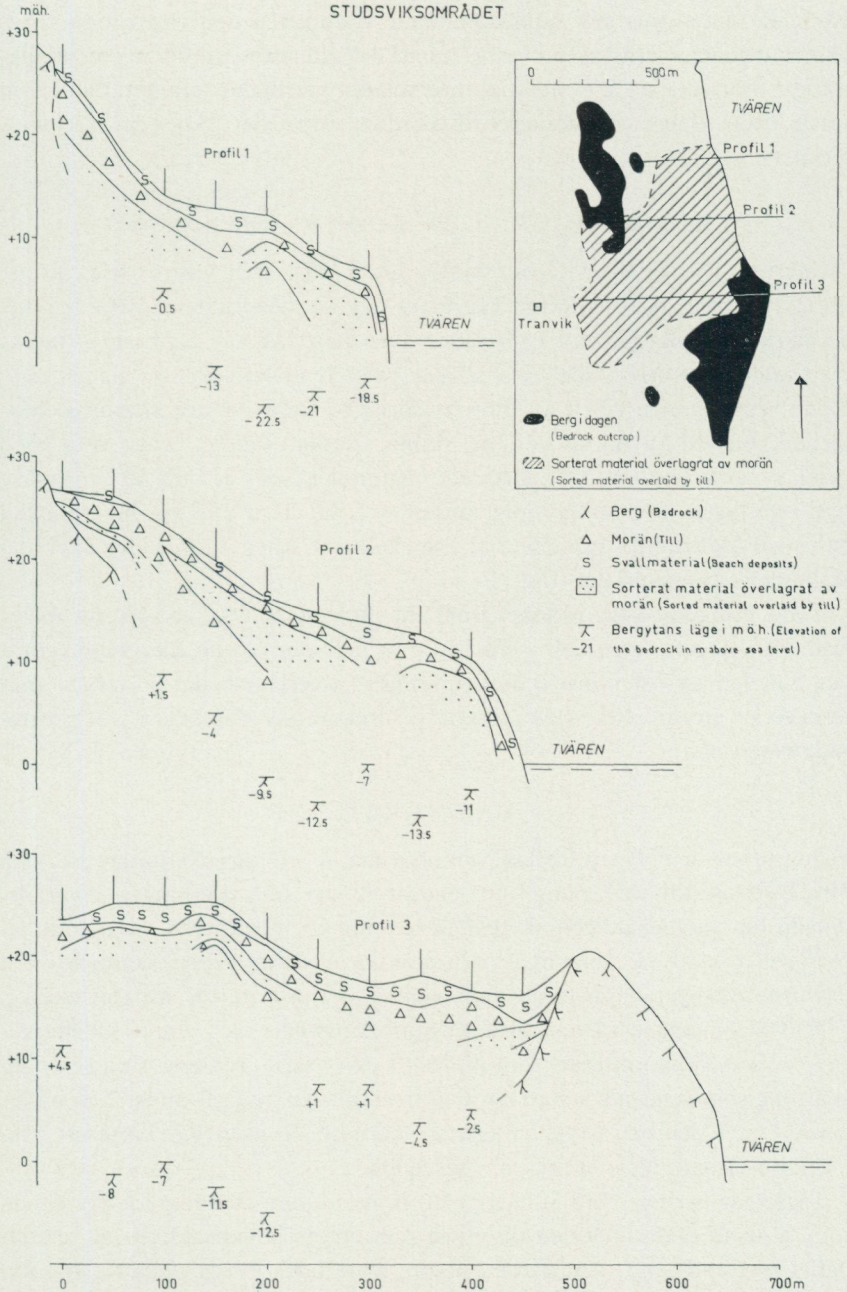 STUDSVIKSOMRÅDET
möh.
+30
+20
+10
0
Profil 1
S
S
S
S
S
S
S
S
S
-0.5
-13
-22.5
-21
-18.5
TVÄREN
0 500m
TVÄREN
Profil 1
Profil 2
Profil 3
Tranvik
Berg i dagen
(Bedrock outcrop)
Sorterat material överlagrat av morän
(Sorted material overlaid by till)
Berg (Bedrock)
Morän (Till)
S Svallmaterial (Beach deposits)
Sorterat material överlagrat av
morän (Sorted material overlaid by till)
Bergytans läge i möh. (Elevation of
-21 the bedrock in m above sea level)
+30
+20
+10
0
Profil 2
S
S
S
S
S
S
S
S
S
+1.5
-4
-9.5
-12.5
-7
-13.5
-11
TVÄREN
+30
+20
+10
0
Profil 3
S S S S S S S S S S S S S S S S S
+4.5
-8
-7
-11.5
-12.5
+1
+1
-4.5
-2.5
TVÄREN
0 100 200 300 400 500 600 700m